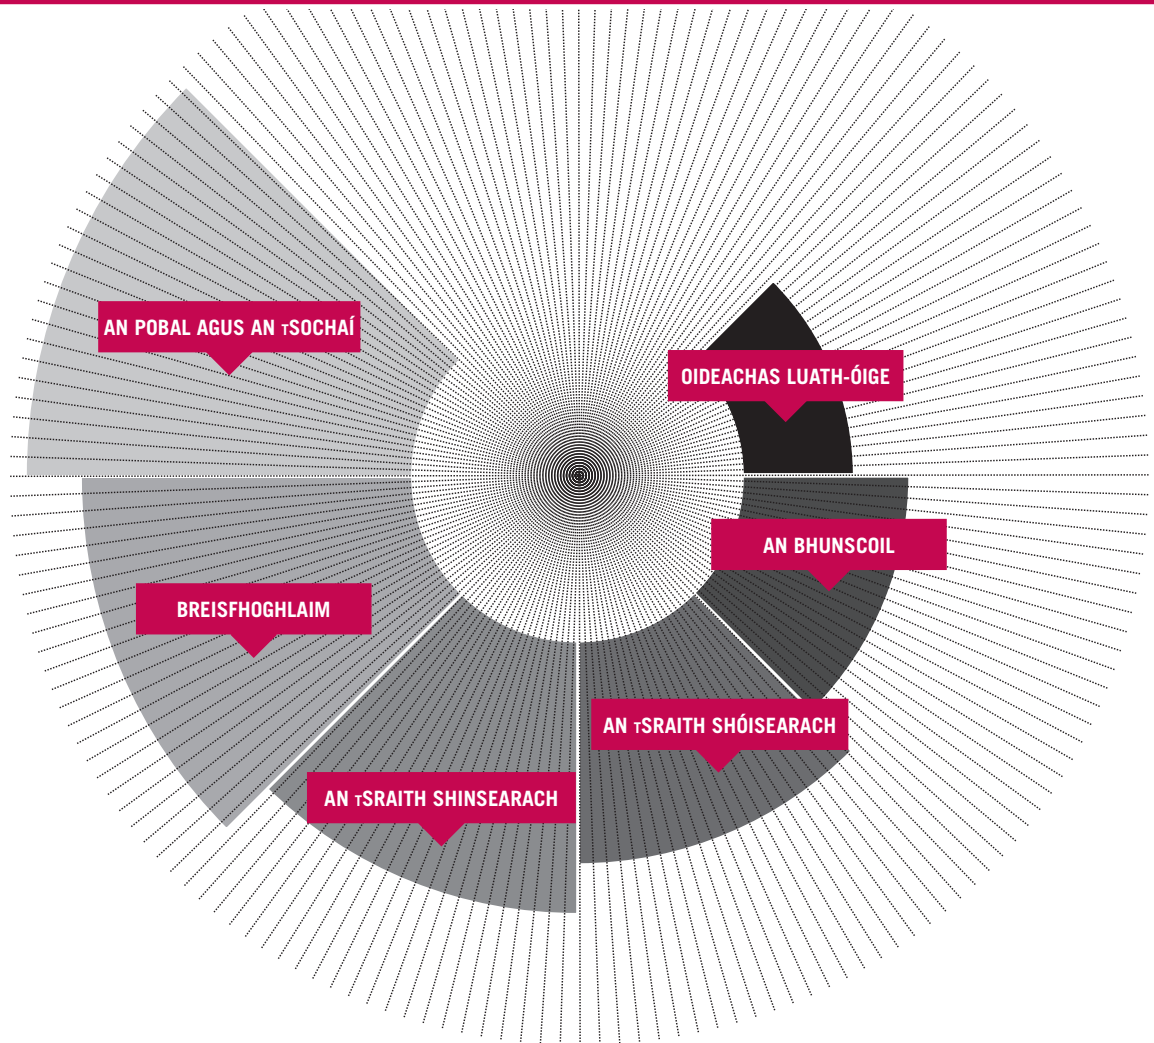 AN POBAL AGUS AN tSOCHAÍ
OIDEACHAS LUATH-ÓIGE
AN BHUNSCOIL
BREISFHOGHLAIM
AN tSRAITH SHÓISEARACH
AN tSRAITH SHINSEARACH